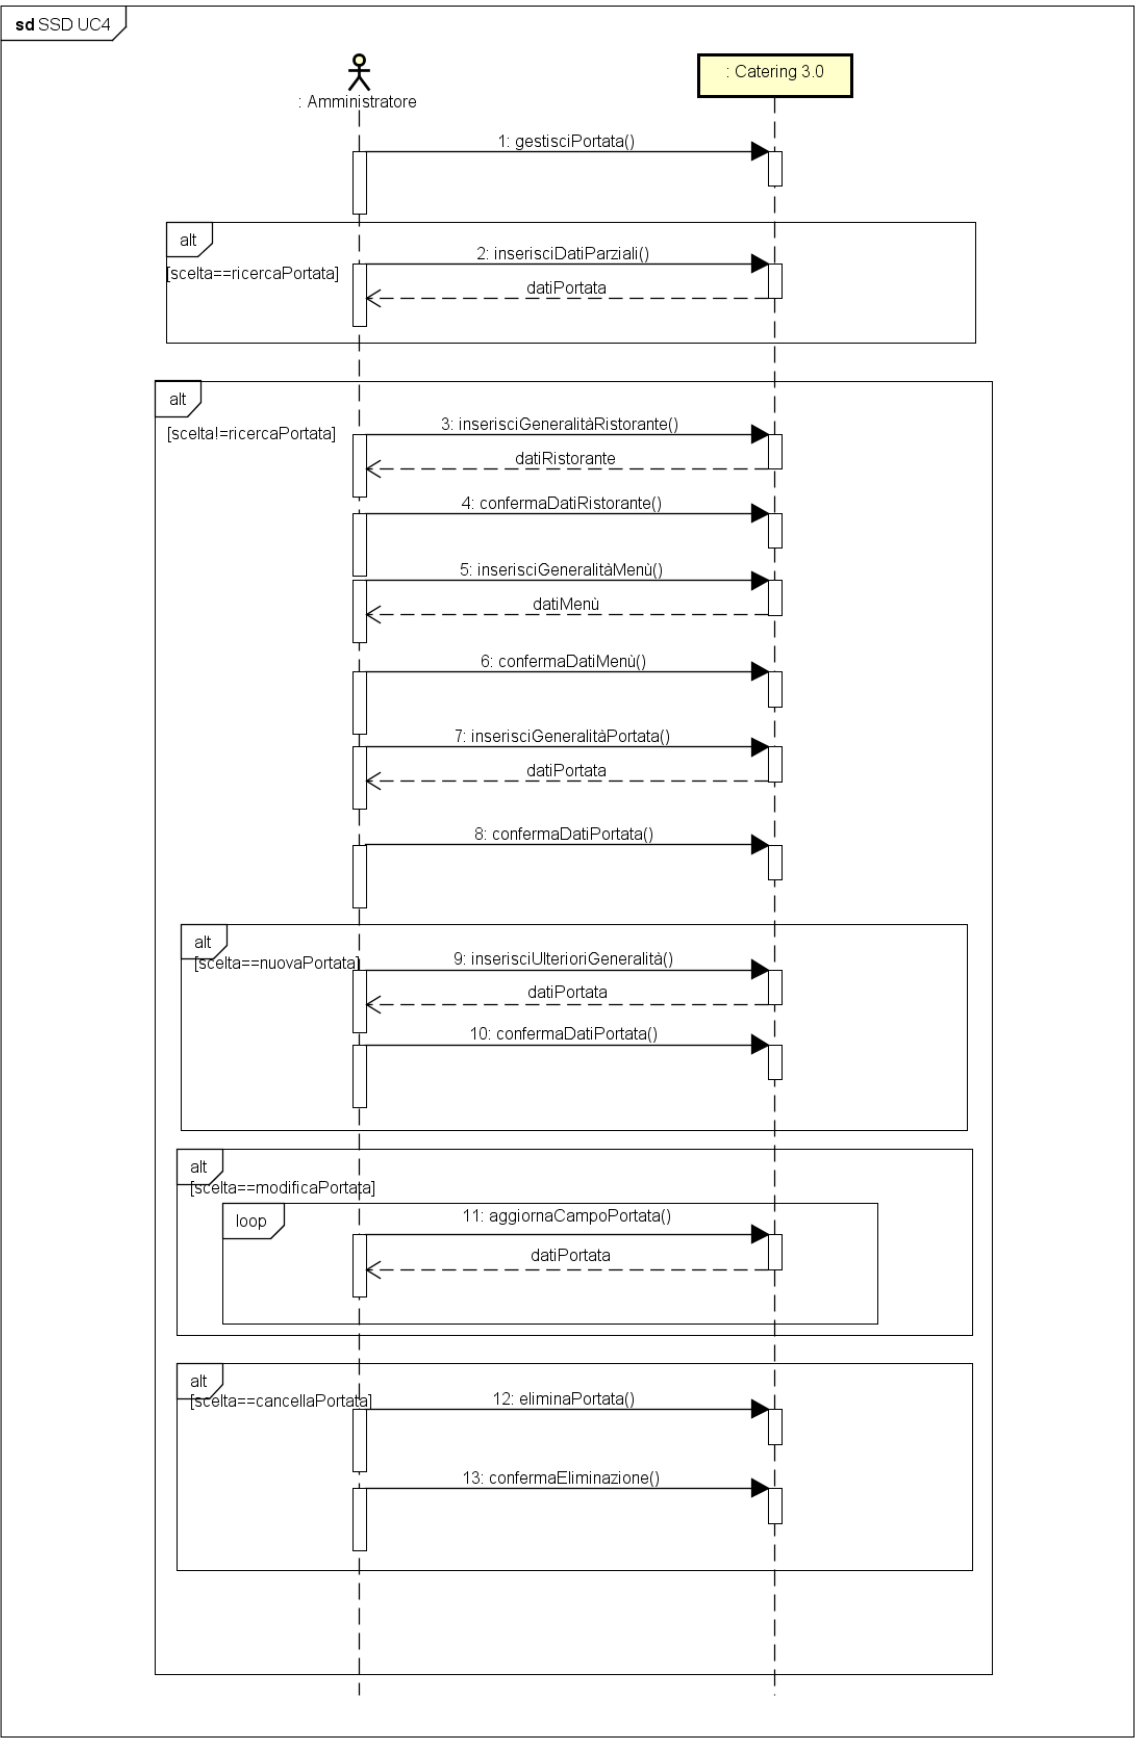 sd SSD UC4
: Amministratore
: Catering 3.0
1: gestisciPortata()
alt
[scelta==ricercaPortata]
2: inserisciDatiParziali()
datiPortata
alt
[scelta!=ricercaPortata]
3: inserisciGeneralitàRistorante()
datiRistorante
4: confermaDatiRistorante()
5: inserisciGeneralitàMenù()
datiMenù
6: confermaDatiMenù()
7: inserisciGeneralitàPortata()
datiPortata
8: confermaDatiPortata()
alt
[scelta==nuovaPortata]
9: inserisciUlterioriGeneralità()
datiPortata
10: confermaDatiPortata()
alt
[scelta==modificaPortata]
loop
11: aggiornaCampoPortata()
datiPortata
alt
[scelta==cancellaPortata]
12: eliminaPortata()
13: confermaEliminazione()